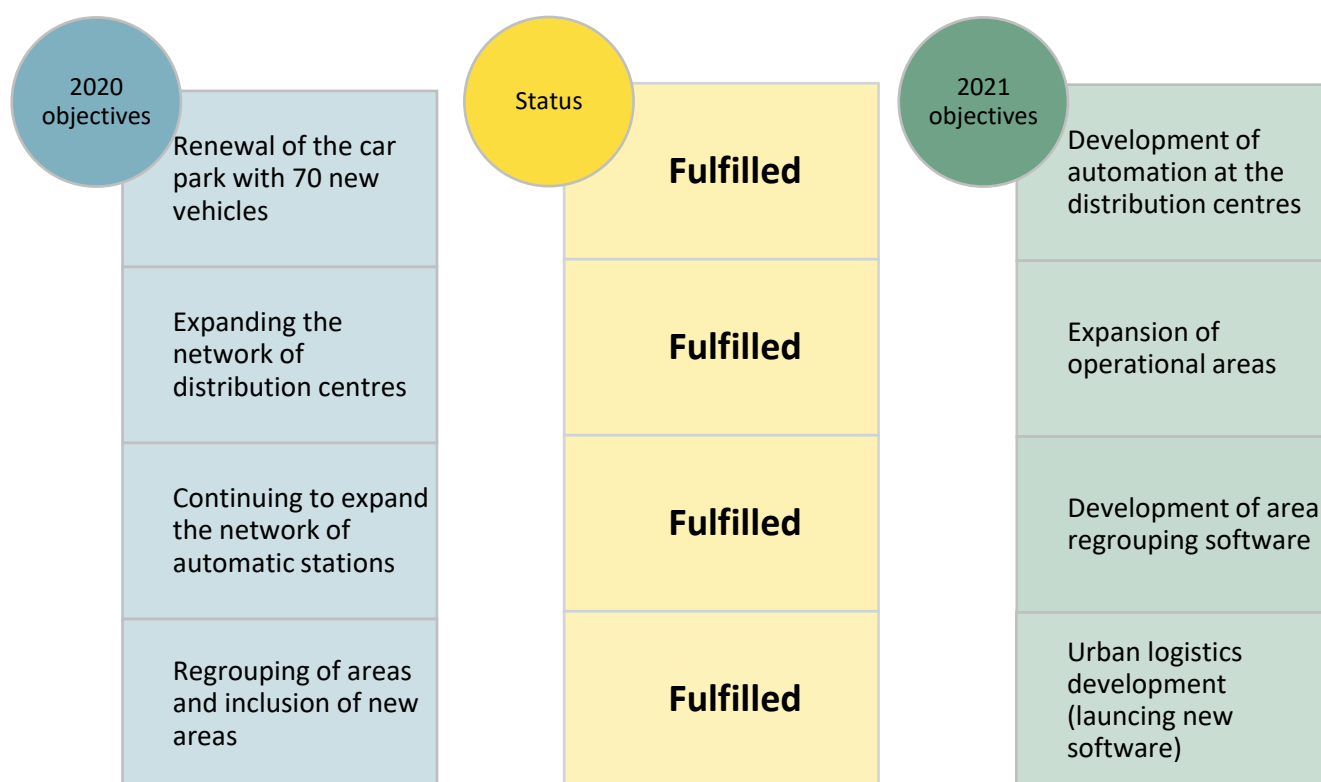 2020
objectives
Renewal of the car
park with 70 new
vehicles
Expanding the
network of
distribution centres
Continuing to expand
the network of
automatic stations
Regrouping of areas
and inclusion of new
areas
Status
Fulfilled
Fulfilled
Fulfilled
Fulfilled
2021
objectives
Development of
automation at the
distribution centres
Expansion of
operational areas
Development of area
regrouping software
Urban logistics
development
(launcing new
software)